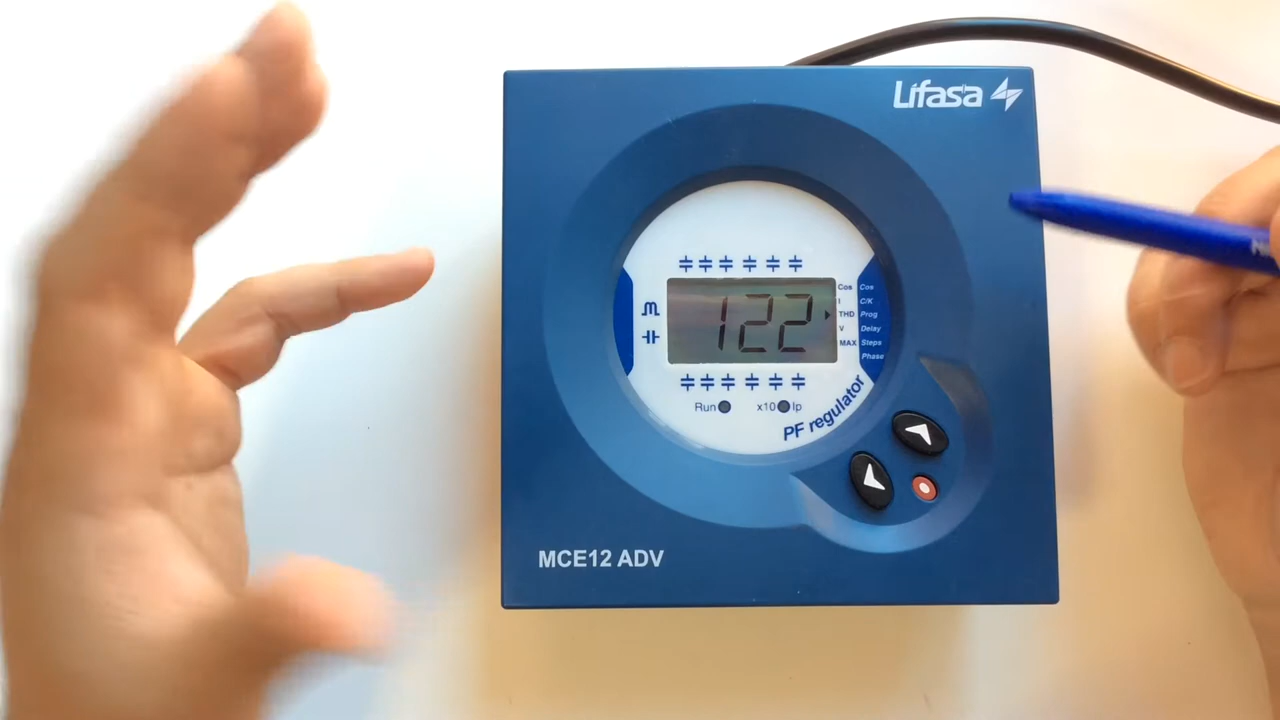 Lifasa
122
Cos Cos
I C/K
THD Prog
V Delay
MAX Steps
Phase
Run x10 Ip
PF regulator
MCE12 ADV